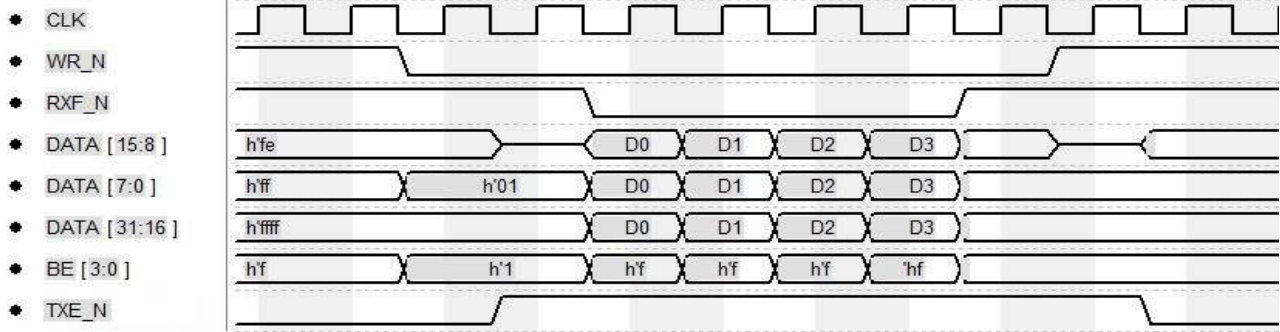 CLK
WR_N
RXF_N
DATA [ 15:8 ] h'fe D0 D1 D2 D3
DATA [ 7:0 ] h'ff h'01 D0 D1 D2 D3
DATA [ 31:16 ] h'ffff D0 D1 D2 D3
BE [ 3:0 ] h'f h'1 h'f h'f h'f 'hf
TXE_N